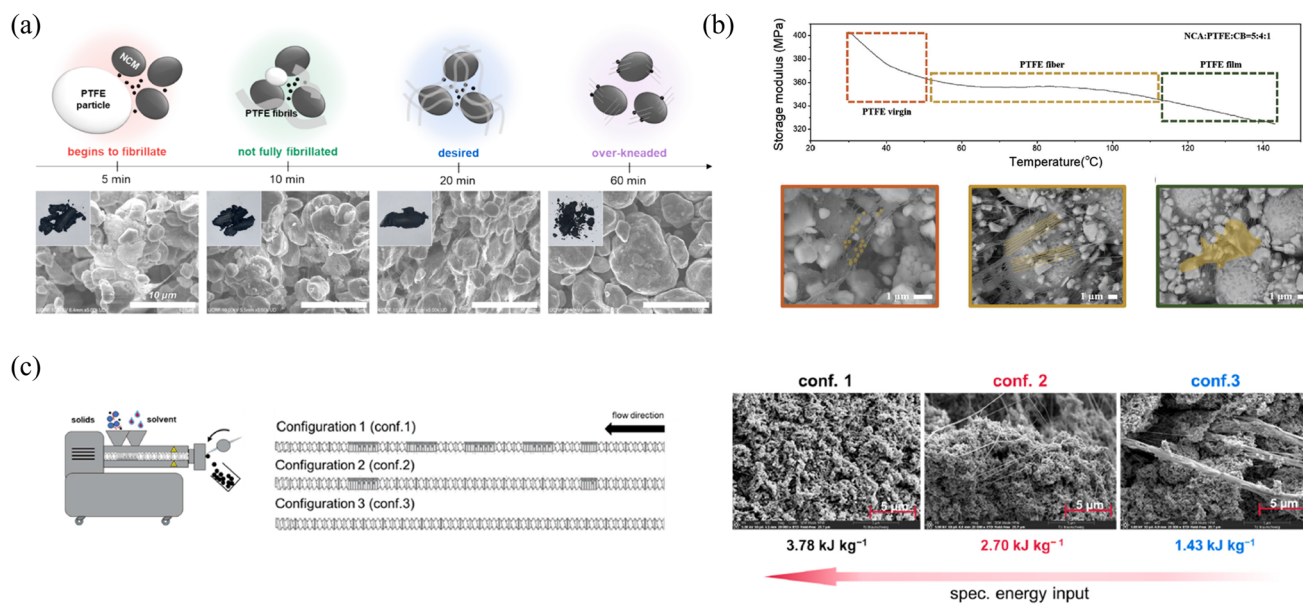 (a)
NCM
PTFE
particle
PTFE fibrils
begins to fibrillate
not fully fibrillated
desired
over-kneaded
5 min
10 min
20 min
60 min
10 μm
(b)
Storage modulus (MPa)
400
380
360
340
320
NCA:PTFE:CB=5:4:1
PTFE virgin
PTFE fiber
PTFE film
20
40
60
80
100
120
140
Temperature(°C)
1 μm
1 μm
1 μm
(c)
solids
solvent
flow direction
Configuration 1 (conf.1)
Configuration 2 (conf.2)
Configuration 3 (conf.3)
conf. 1
conf. 2
conf.3
5 μm
5 μm
5 μm
3.78 kJ kg⁻¹
2.70 kJ kg⁻¹
1.43 kJ kg⁻¹
spec. energy input